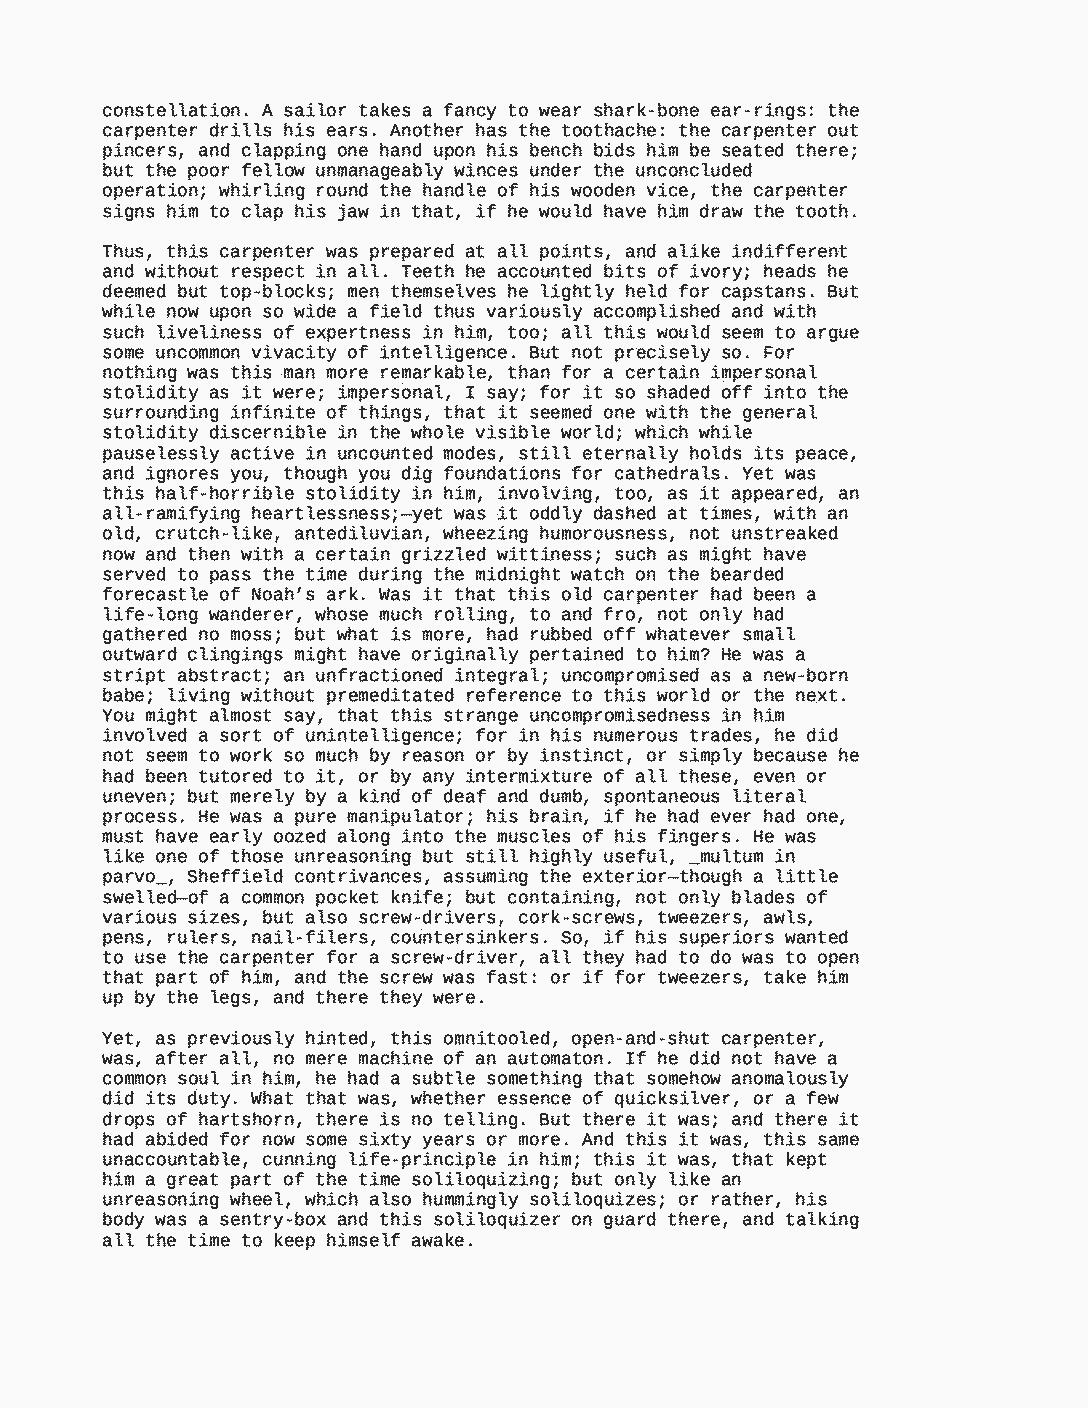 constellation. A sailor takes a fancy to wear shark-bone ear-rings: the
carpenter drills his ears. Another has the toothache: the carpenter out
pincers, and clapping one hand upon his bench bids him be seated there;
but the poor fellow unmanageably winces under the unconcluded
operation; whirling round the handle of his wooden vice, the carpenter
signs him to clap his jaw in that, if he would have him draw the tooth.

Thus, this carpenter was prepared at all points, and alike indifferent
and without respect in all. Teeth he accounted bits of ivory; heads he
deemed but top-blocks; men themselves he lightly held for capstans. But
while now upon so wide a field thus variously accomplished and with
such liveliness of expertness in him, too; all this would seem to argue
some uncommon vivacity of intelligence. But not precisely so. For
nothing was this man more remarkable, than for a certain impersonal
stolidity as it were; impersonal, I say; for it so shaded off into the
surrounding infinite of things, that it seemed one with the general
stolidity discernible in the whole visible world; which while
pauselessly active in uncounted modes, still eternally holds its peace,
and ignores you, though you dig foundations for cathedrals. Yet was
this half-horrible stolidity in him, involving, too, as it appeared, an
all-ramifying heartlessness;—yet was it oddly dashed at times, with an
old, crutch-like, antediluvian, wheezing humorousness, not unstreaked
now and then with a certain grizzled wittiness; such as might have
served to pass the time during the midnight watch on the bearded
forecastle of Noah’s ark. Was it that this old carpenter had been a
life-long wanderer, whose much rolling, to and fro, not only had
gathered no moss; but what is more, had rubbed off whatever small
outward clingings might have originally pertained to him? He was a
stript abstract; an unfractioned integral; uncompromised as a new-born
babe; living without premeditated reference to this world or the next.
You might almost say, that this strange uncompromisedness in him
involved a sort of unintelligence; for in his numerous trades, he did
not seem to work so much by reason or by instinct, or simply because he
had been tutored to it, or by any intermixture of all these, even or
uneven; but merely by a kind of deaf and dumb, spontaneous literal
process. He was a pure manipulator; his brain, if he had ever had one,
must have early oozed along into the muscles of his fingers. He was
like one of those unreasoning but still highly useful, _multum in
parvo_, Sheffield contrivances, assuming the exterior—though a little
swelled—of a common pocket knife; but containing, not only blades of
various sizes, but also screw-drivers, cork-screws, tweezers, awls,
pens, rulers, nail-filers, countersinkers. So, if his superiors wanted
to use the carpenter for a screw-driver, all they had to do was to open
that part of him, and the screw was fast: or if for tweezers, take him
up by the legs, and there they were.

Yet, as previously hinted, this omnitooled, open-and-shut carpenter,
was, after all, no mere machine of an automaton. If he did not have a
common soul in him, he had a subtle something that somehow anomalously
did its duty. What that was, whether essence of quicksilver, or a few
drops of hartshorn, there is no telling. But there it was; and there it
had abided for now some sixty years or more. And this it was, this same
unaccountable, cunning life-principle in him; this it was, that kept
him a great part of the time soliloquizing; but only like an
unreasoning wheel, which also hummingly soliloquizes; or rather, his
body was a sentry-box and this soliloquizer on guard there, and talking
all the time to keep himself awake.